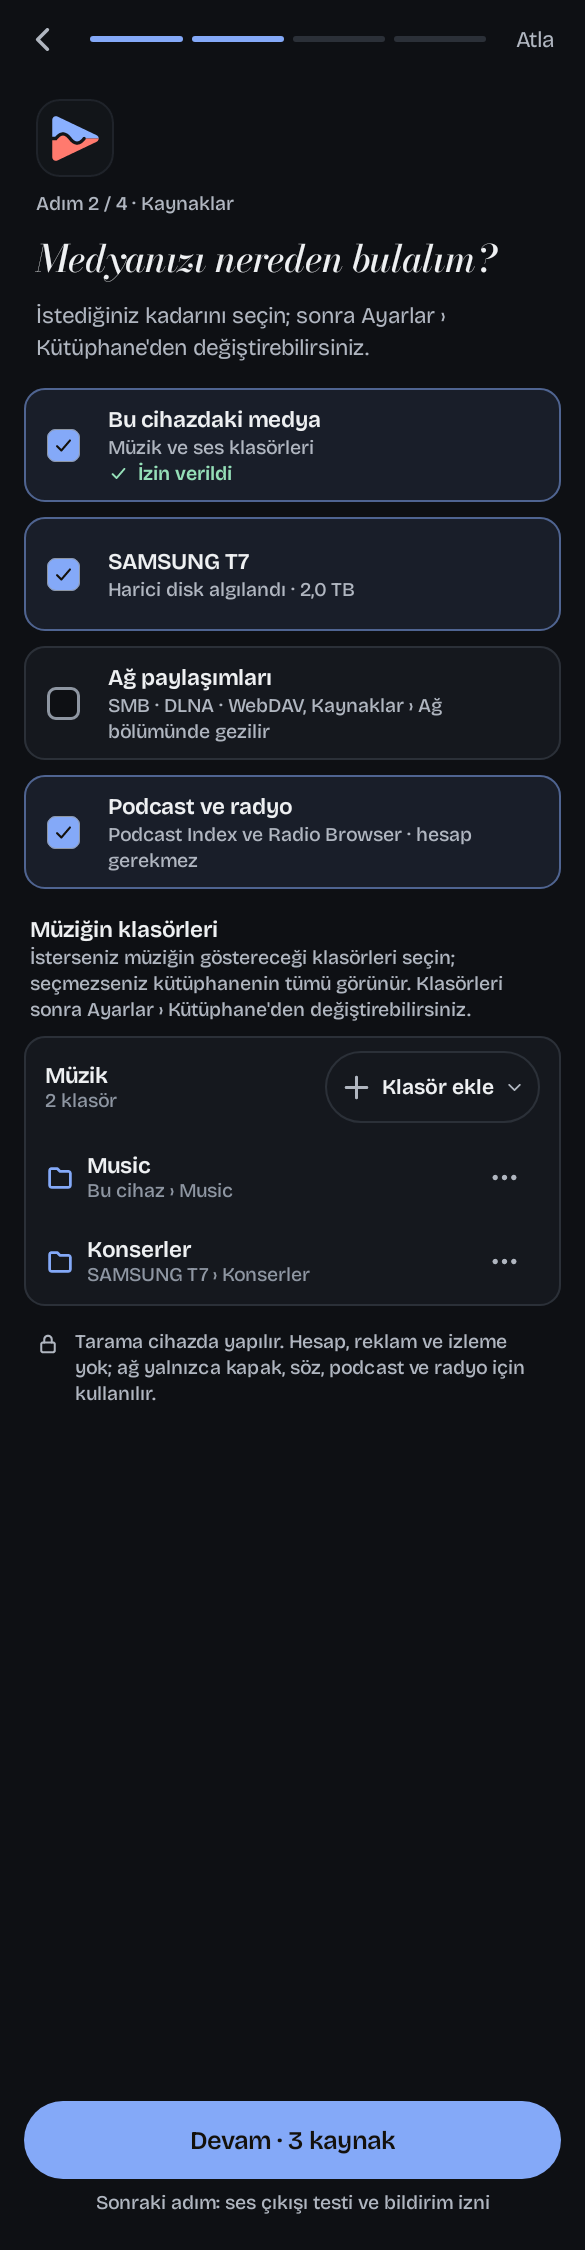 Atla
Adım 2 / 4 · Kaynaklar
Medyanızı nereden bulalım?
İstediğiniz kadarını seçin; sonra Ayarlar ›
Kütüphane'den değiştirebilirsiniz.
Bu cihazdaki medya
Müzik ve ses klasörleri
İzin verildi
SAMSUNG T7
Harici disk algılandı · 2,0 TB
Ağ paylaşımları
SMB · DLNA · WebDAV, Kaynaklar › Ağ
bölümünde gezilir
Podcast ve radyo
Podcast Index ve Radio Browser · hesap
gerekmez
Müziğin klasörleri
İsterseniz müziğin göstereceği klasörleri seçin;
seçmezseniz kütüphanenin tümü görünür. Klasörleri
sonra Ayarlar › Kütüphane'den değiştirebilirsiniz.
Müzik
2 klasör
Klasör ekle
Music
Bu cihaz › Music
Konserler
SAMSUNG T7 › Konserler
Tarama cihazda yapılır. Hesap, reklam ve izleme
yok; ağ yalnızca kapak, söz, podcast ve radyo için
kullanılır.
Devam · 3 kaynak
Sonraki adım: ses çıkışı testi ve bildirim izni